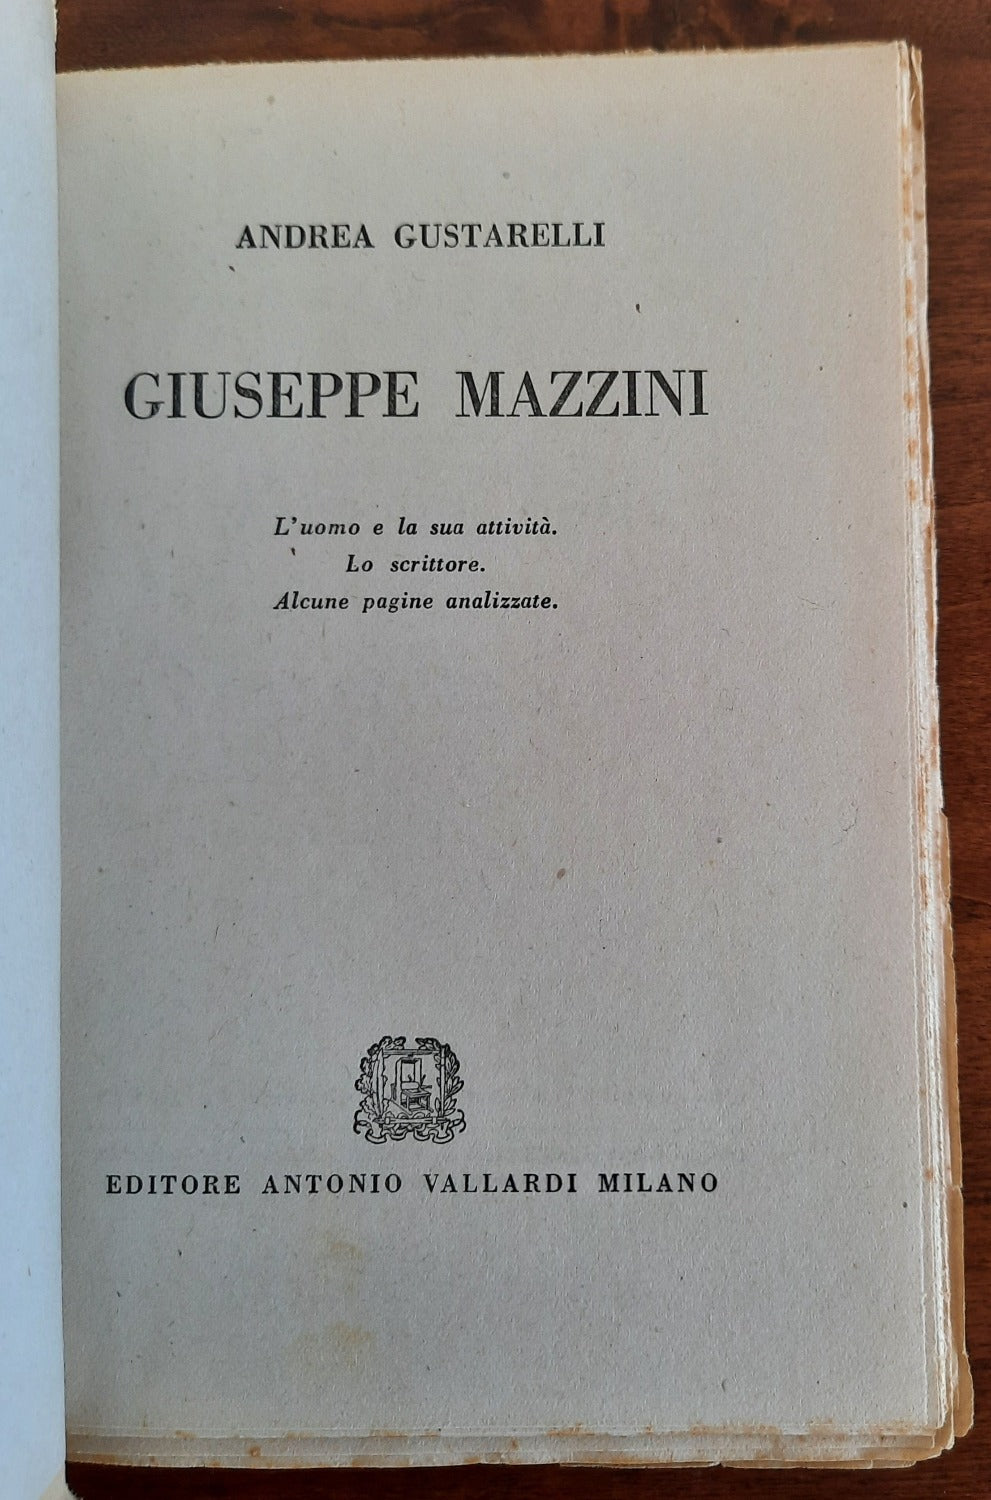 ANDREA GUSTARELLI
GIUSEPPE MAZZINI
L'uomo e la sua attività.
Lo scrittore.
Alcune pagine analizzate.
EDITORE ANTONIO VALLARDI MILANO